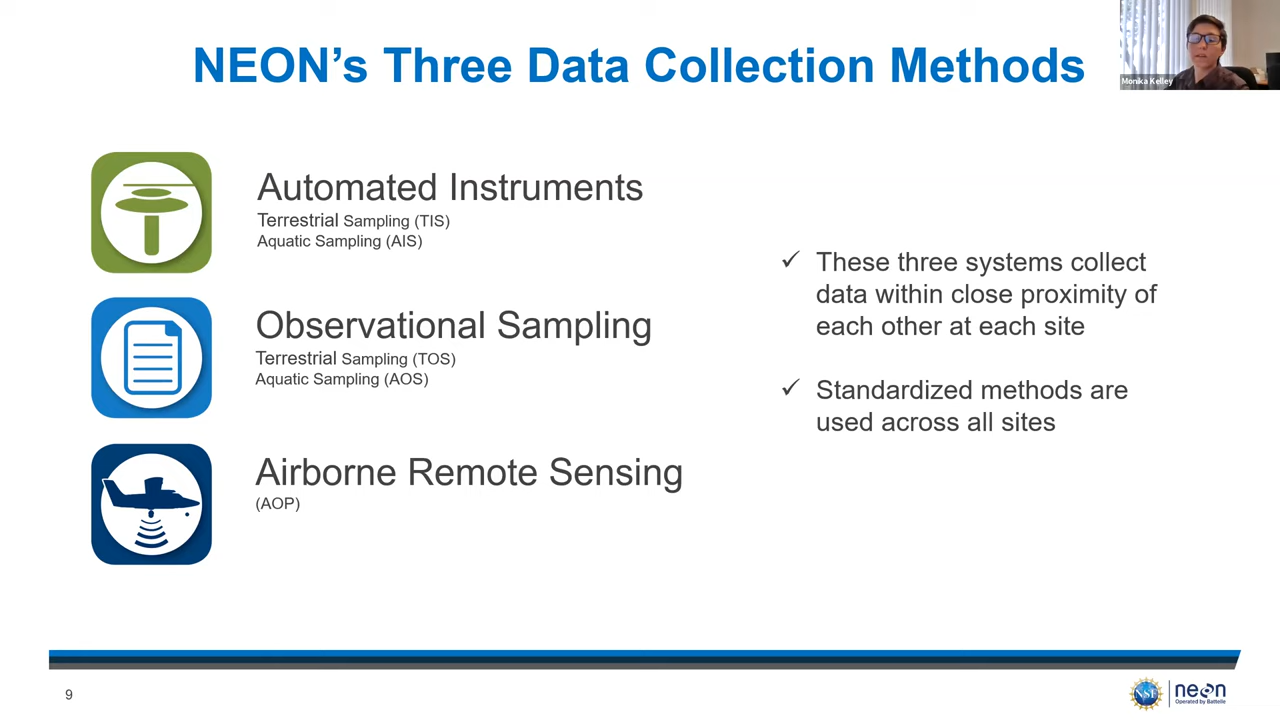 NEON's Three Data Collection Methods
Monika Kelley
Automated Instruments
Terrestrial Sampling (TIS)
Aquatic Sampling (AIS)
Observational Sampling
Terrestrial Sampling (TOS)
Aquatic Sampling (AOS)
Airborne Remote Sensing
(AOP)
✓ These three systems collect
data within close proximity of
each other at each site
✓ Standardized methods are
used across all sites
9
NSF
neon
Operated by Battelle